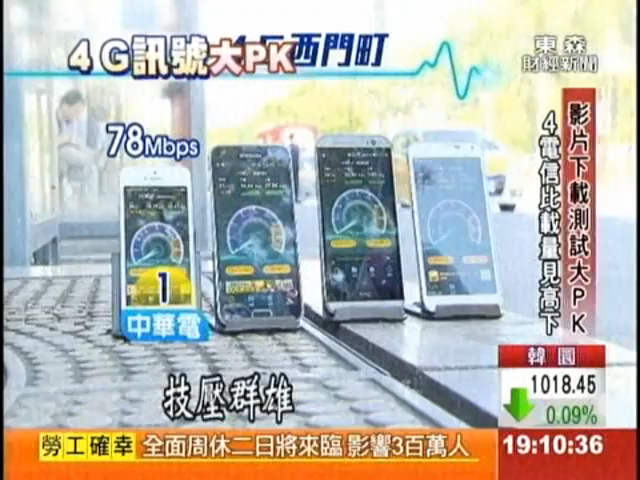 4G訊號大PK
西門町
東森
財經新聞
78Mbps
影片下載測試大PK
4電信比載量見高下
1
中華電
技壓群雄
韓圓
1018.45
0.09%
勞工確幸 全面周休二日將來臨 影響3百萬人
19:10:36